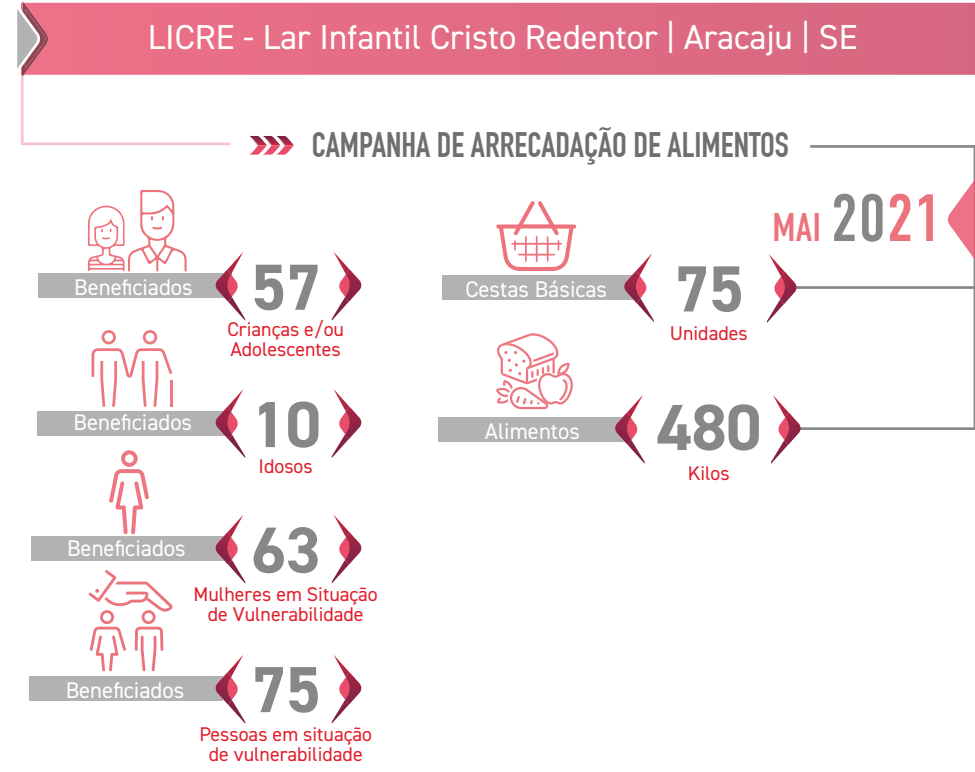 LICRE - Lar Infantil Cristo Redentor | Aracaju | SE
CAMPANHA DE ARRECADAÇÃO DE ALIMENTOS
MAI 2021
Beneficiados
57
Crianças e/ou
Adolescentes
Beneficiados
10
Idosos
Beneficiados
63
Mulheres em Situação
de Vulnerabilidade
Beneficiados
75
Pessoas em situação
de vulnerabilidade
Cestas Básicas
75
Unidades
Alimentos
480
Kilos